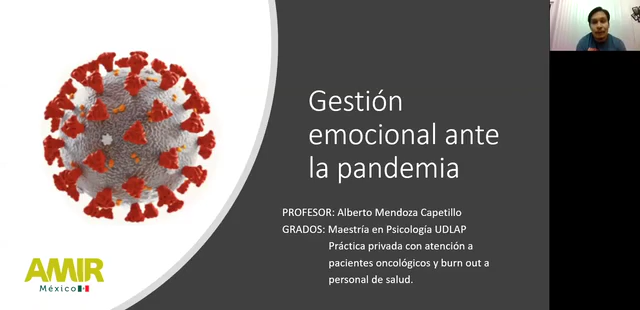 Gestión
emocional ante
la pandemia
PROFESOR: Alberto Mendoza Capetillo
GRADOS: Maestría en Psicología UDLAP
Práctica privada con atención a
pacientes oncológicos y burn out a
personal de salud.
AMIR
México